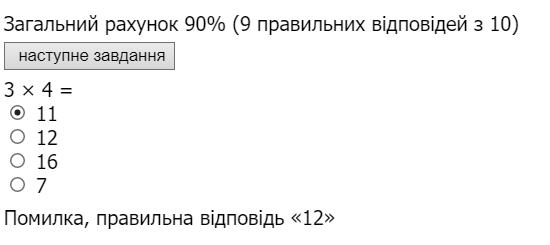 Загальний рахунок 90% (9 правильних відповідей з 10)
наступне завдання
3 × 4 =
11
12
16
7
Помилка, правильна відповідь «12»